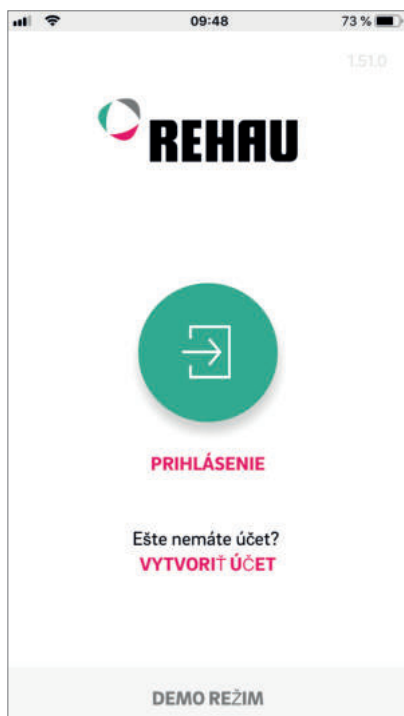 09:48
73 %
1.51.0
REHAU
PRIHLÁSENIE
Ešte nemáte účet?
VYTVORIŤ ÚČET
DEMO REŽIM